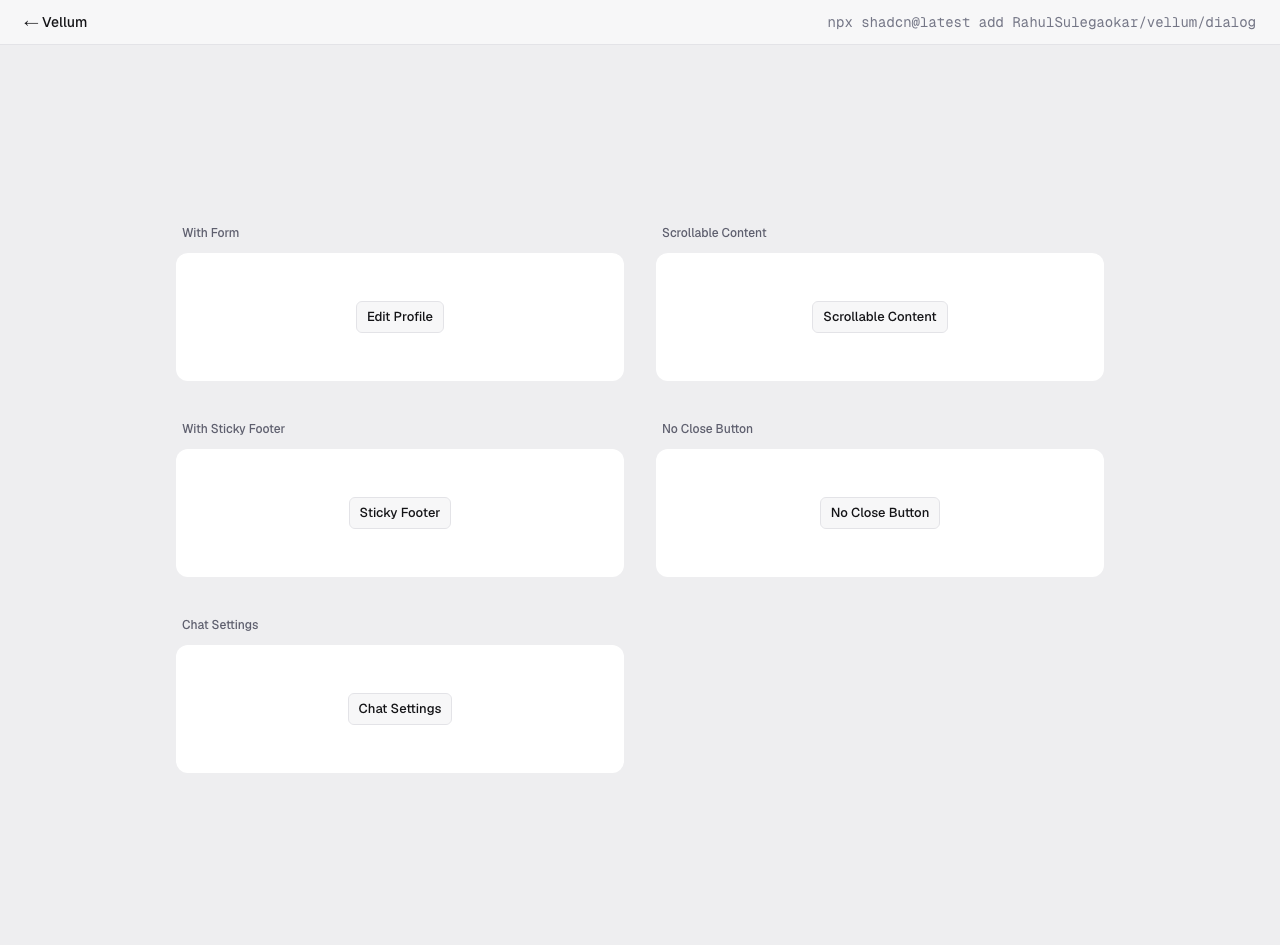 ← Vellum
npx shadcn@latest add RahulSulegaokar/vellum/dialog
With Form
Edit Profile
Scrollable Content
Scrollable Content
With Sticky Footer
Sticky Footer
No Close Button
No Close Button
Chat Settings
Chat Settings